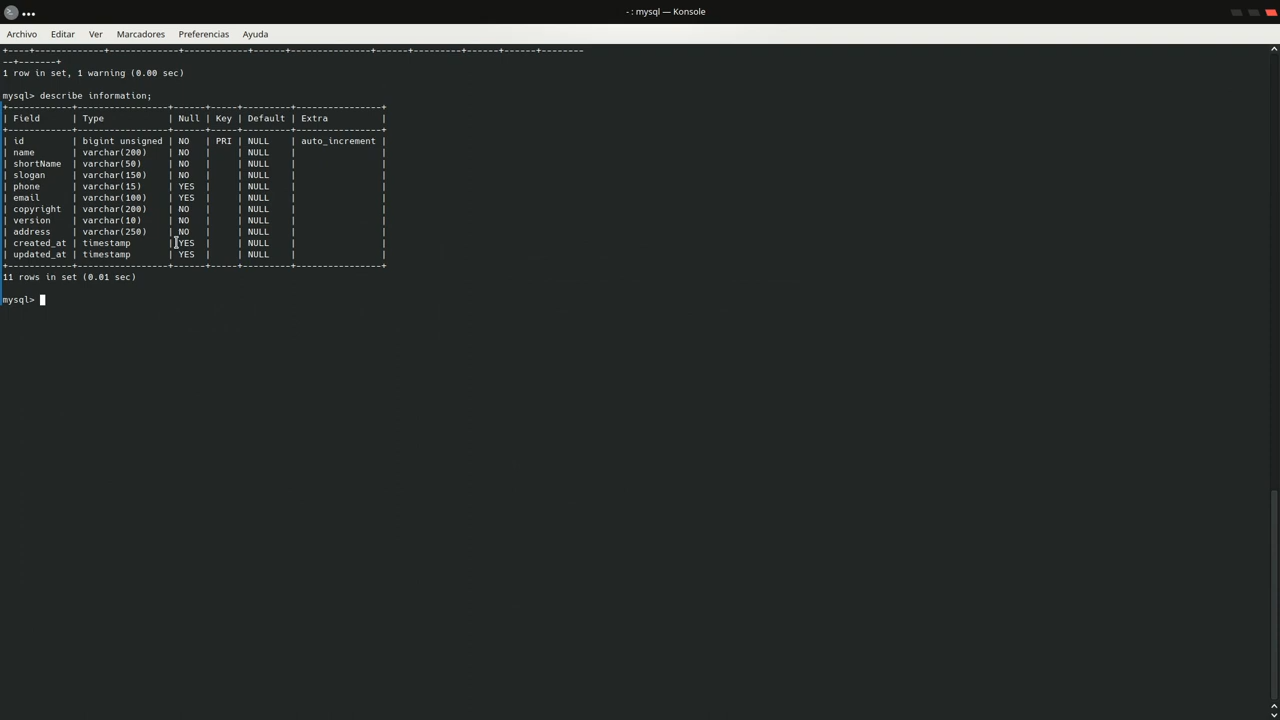 - : mysql — Konsole
Archivo Editar Ver Marcadores Preferencias Ayuda
+----+-------------+---------------+------------+------+---------------+------+---------+------+------+--------
--+-------+
1 row in set, 1 warning (0.00 sec)
mysql> describe information;
+------------+-----------------+------+-----+---------+----------------+
| Field      | Type            | Null | Key | Default | Extra          |
+------------+-----------------+------+-----+---------+----------------+
| id         | bigint unsigned | NO   | PRI | NULL    | auto_increment |
| name       | varchar(200)    | NO   |     | NULL    |                |
| shortName  | varchar(50)     | NO   |     | NULL    |                |
| slogan     | varchar(150)    | NO   |     | NULL    |                |
| phone      | varchar(15)     | YES  |     | NULL    |                |
| email      | varchar(100)    | YES  |     | NULL    |                |
| copyright  | varchar(200)    | NO   |     | NULL    |                |
| version    | varchar(10)     | NO   |     | NULL    |                |
| address    | varchar(250)    | NO   |     | NULL    |                |
| created_at | timestamp       | YES  |     | NULL    |                |
| updated_at | timestamp       | YES  |     | NULL    |                |
+------------+-----------------+------+-----+---------+----------------+
11 rows in set (0.01 sec)
mysql>